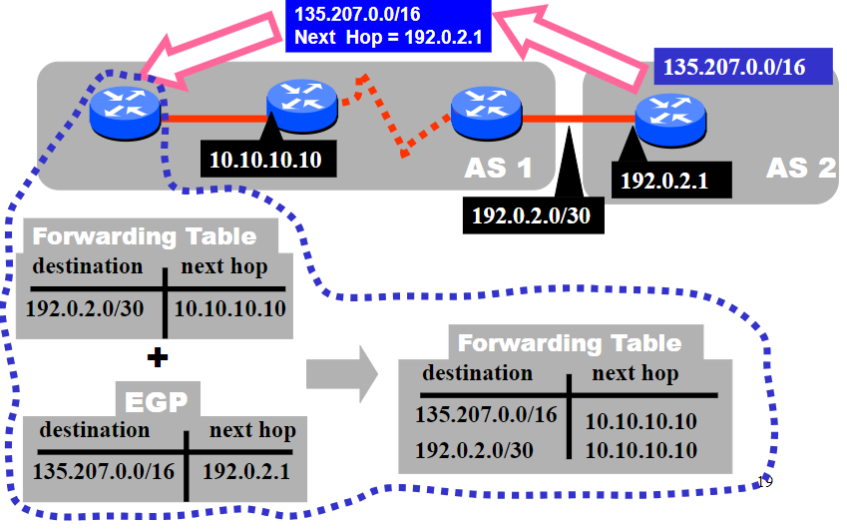 135.207.0.0/16
Next Hop = 192.0.2.1
135.207.0.0/16
10.10.10.10
AS 1
192.0.2.1
AS 2
192.0.2.0/30
Forwarding Table
destination next hop
192.0.2.0/30 10.10.10.10
+
EGP
destination next hop
135.207.0.0/16 192.0.2.1
Forwarding Table
destination next hop
135.207.0.0/16 10.10.10.10
192.0.2.0/30 10.10.10.10
19